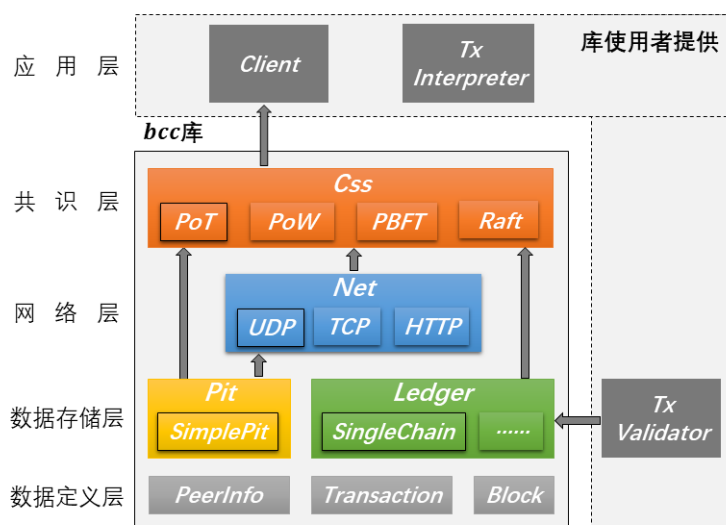 库使用者提供
应用层
Client
Tx
Interpreter
bcc库
共识层
Css
PoT
PoW
PBFT
Raft
网络层
Net
UDP
TCP
HTTP
数据存储层
Pit
SimplePit
Ledger
SingleChain
......
Tx
Validator
数据定义层
PeerInfo
Transaction
Block